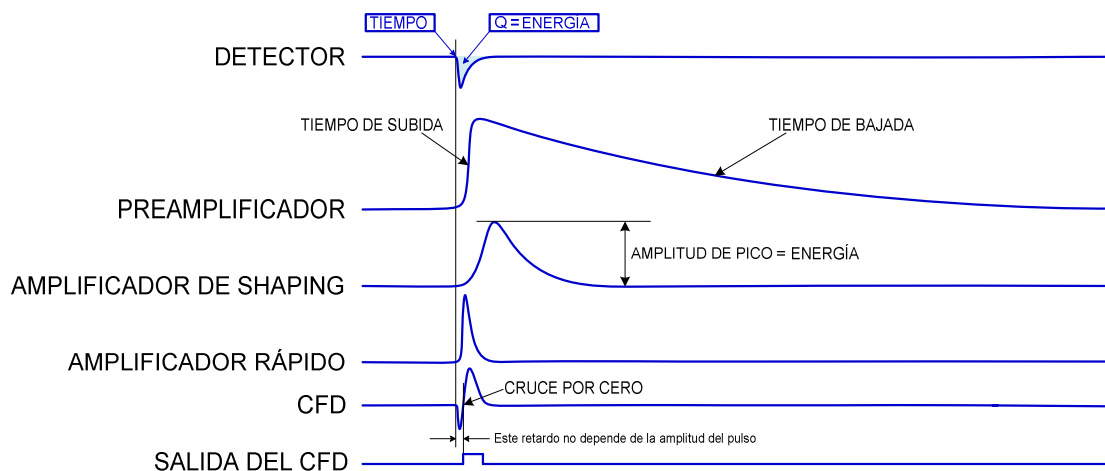 TIEMPO
Q = ENERGIA
DETECTOR
TIEMPO DE SUBIDA
TIEMPO DE BAJADA
PREAMPLIFICADOR
AMPLITUD DE PICO = ENERGÍA
AMPLIFICADOR DE SHAPING
AMPLIFICADOR RÁPIDO
CRUCE POR CERO
CFD
Este retardo no depende de la amplitud del pulso
SALIDA DEL CFD